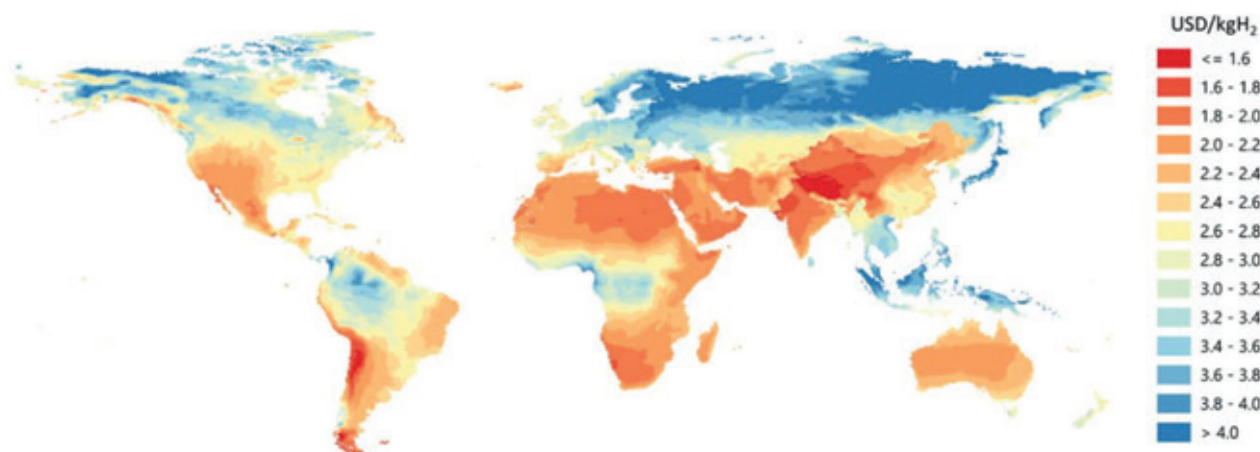 USD/kgH₂
<= 1.6
1.6 - 1.8
1.8 - 2.0
2.0 - 2.2
2.2 - 2.4
2.4 - 2.6
2.6 - 2.8
2.8 - 3.0
3.0 - 3.2
3.2 - 3.4
3.4 - 3.6
3.6 - 3.8
3.8 - 4.0
> 4.0